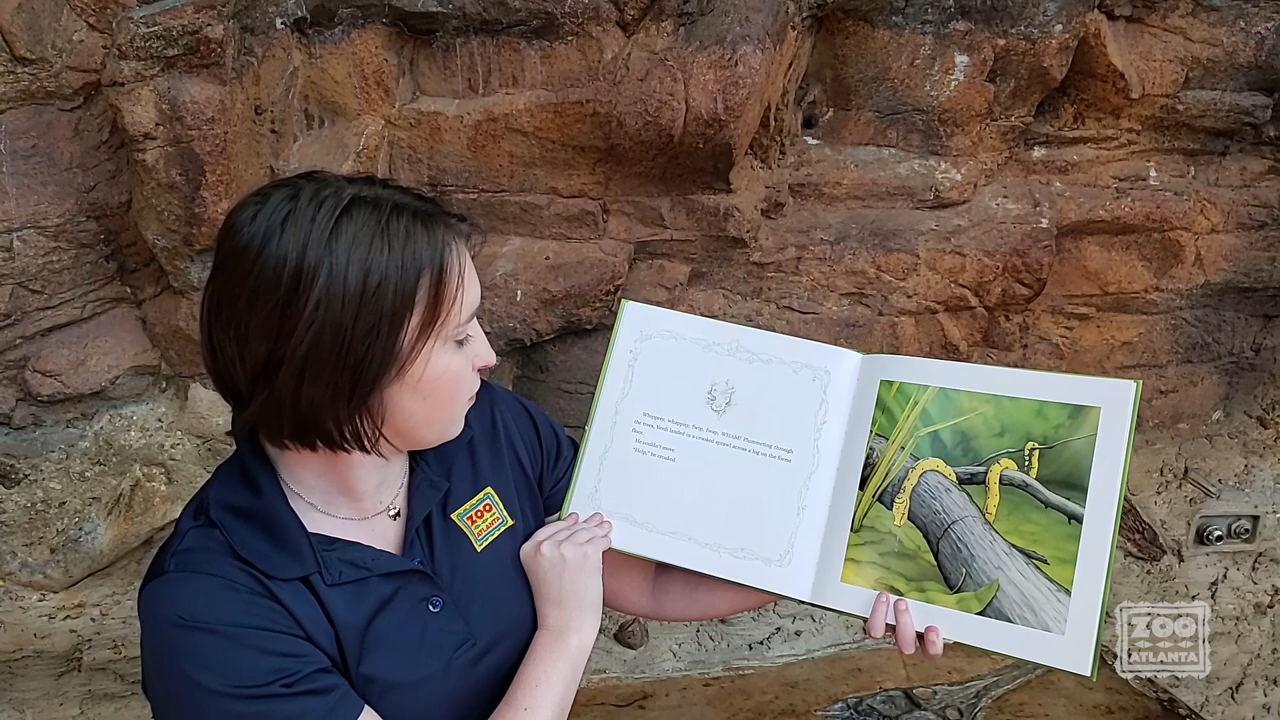 Whippety, whappety, fwip, fwap, WHAM! Plummeting through
the trees, Verdi landed in a crooked sprawl across a log on the forest
floor.
He couldn't move.
"Help," he croaked.
ZOO
ATLANTA
ZOO
ATLANTA